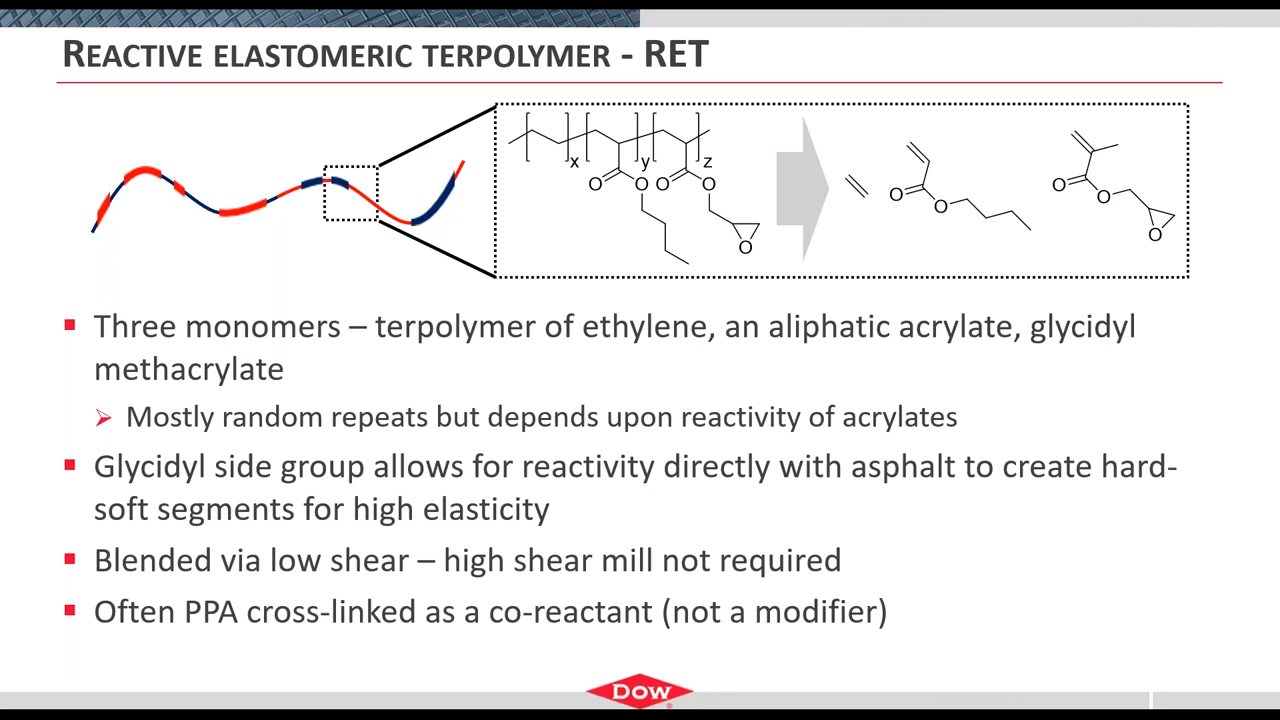 REACTIVE ELASTOMERIC TERPOLYMER - RET
x
y
z
O
O
O
O
O
O
O
O
O
O
▪ Three monomers – terpolymer of ethylene, an aliphatic acrylate, glycidyl
methacrylate
➢ Mostly random repeats but depends upon reactivity of acrylates
▪ Glycidyl side group allows for reactivity directly with asphalt to create hard-
soft segments for high elasticity
▪ Blended via low shear – high shear mill not required
▪ Often PPA cross-linked as a co-reactant (not a modifier)
DOW®